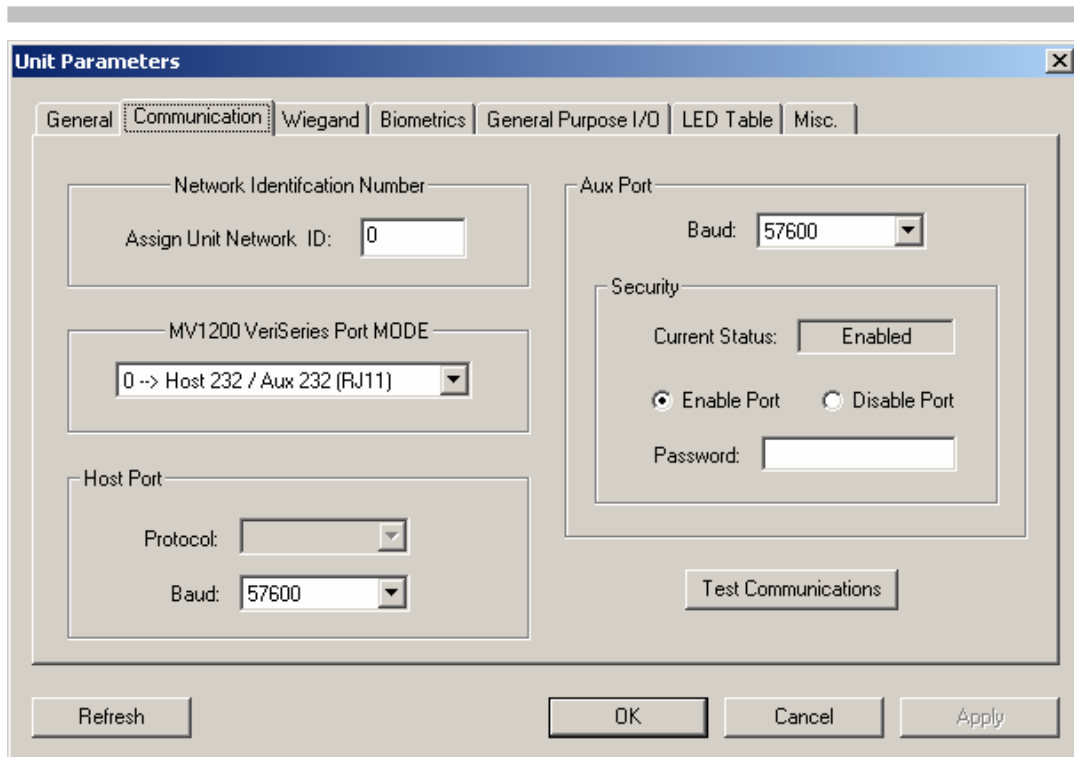 Unit Parameters
General Communication Wiegand Biometrics General Purpose I/O LED Table Misc.
Network Identifcation Number
Assign Unit Network ID: 0
MV1200 VeriSeries Port MODE
0 --> Host 232 / Aux 232 (RJ11)
Host Port
Protocol:
Baud: 57600
Aux Port
Baud: 57600
Security
Current Status: Enabled
Enable Port Disable Port
Password:
Test Communications
Refresh OK Cancel Apply